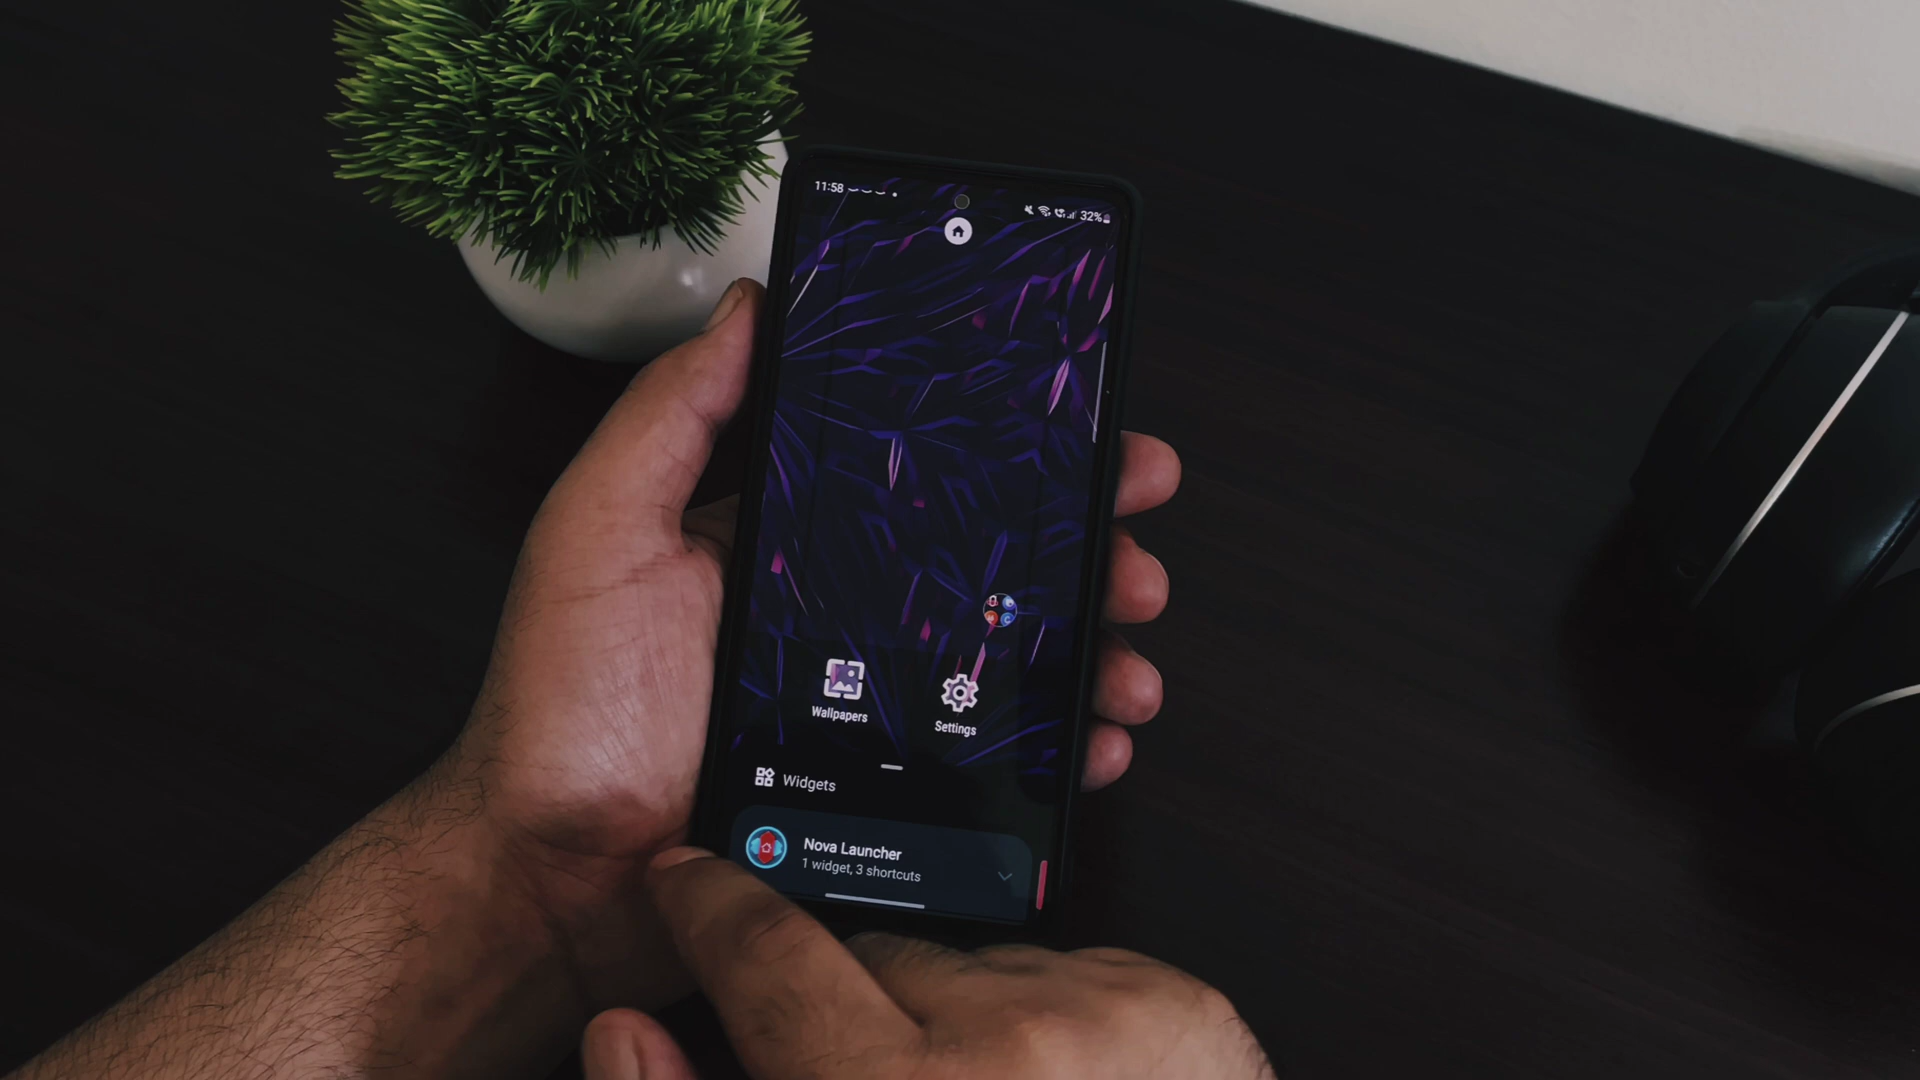 11:58
32%
Wallpapers
Settings
Widgets
Nova Launcher
1 widget, 3 shortcuts